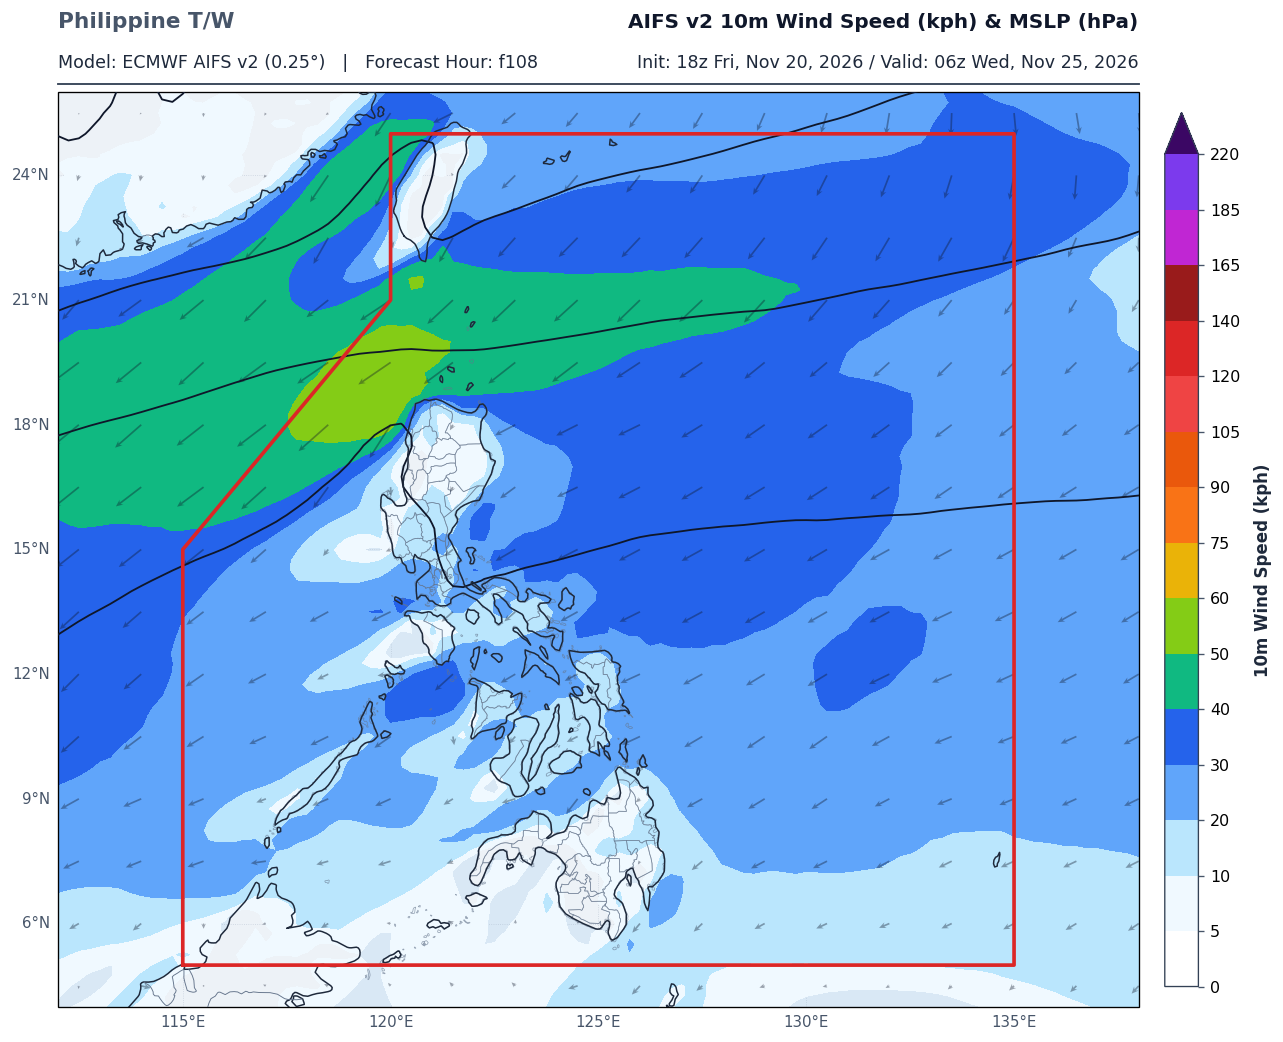 Philippine T/W
AIFS v2 10m Wind Speed (kph) & MSLP (hPa)
Model: ECMWF AIFS v2 (0.25°) | Forecast Hour: f108
Init: 18z Fri, Nov 20, 2026 / Valid: 06z Wed, Nov 25, 2026
24°N
21°N
18°N
15°N
12°N
9°N
6°N
115°E
120°E
125°E
130°E
135°E
220
185
165
140
120
105
90
75
60
50
40
30
20
10
5
0
10m Wind Speed (kph)